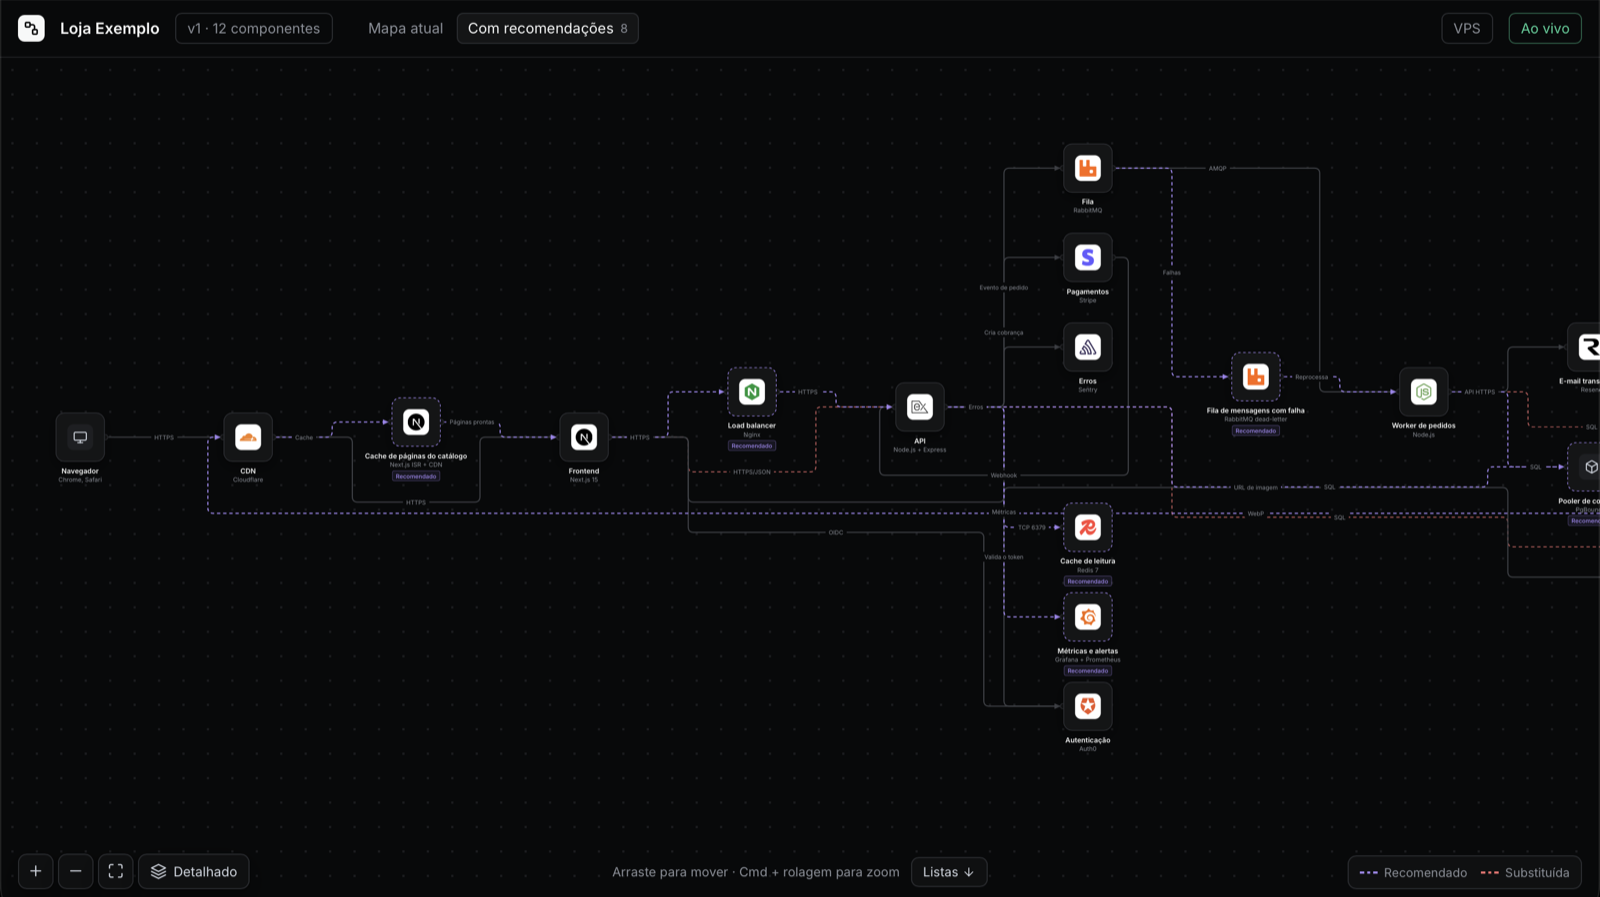 Loja Exemplo
v1 · 12 componentes
Mapa atual
Com recomendações 8
VPS
Ao vivo
AMQP
Fila
RabbitMQ
Falhas
Evento de pedido
Pagamentos
Stripe
Cria cobrança
Erros
Sentry
HTTPS
Load balancer
Nginx
Recomendado
Erros
API
Node.js + Express
Reprocessa
Fila de mensagens com falha
RabbitMQ dead-letter
Recomendado
API HTTPS
Worker de pedidos
Node.js
E-mail trans
Resen
SQL
HTTPS
Navegador
Chrome, Safari
Cache
CDN
Cloudflare
Páginas prontas
Cache de páginas do catálogo
Next.js ISR + CDN
Recomendado
HTTPS
HTTPS
Frontend
Next.js 15
HTTPS/JSON
Webhook
URL de imagem
SQL
SQL
Pooler de co
PgBoun
Recomen
Métricas
WebP
SQL
OIDC
TCP 6379
Cache de leitura
Redis 7
Recomendado
Valida o token
Métricas e alertas
Grafana + Prometheus
Recomendado
Autenticação
Auth0
Detalhado
Arraste para mover · Cmd + rolagem para zoom
Listas ↓
Recomendado
Substituída